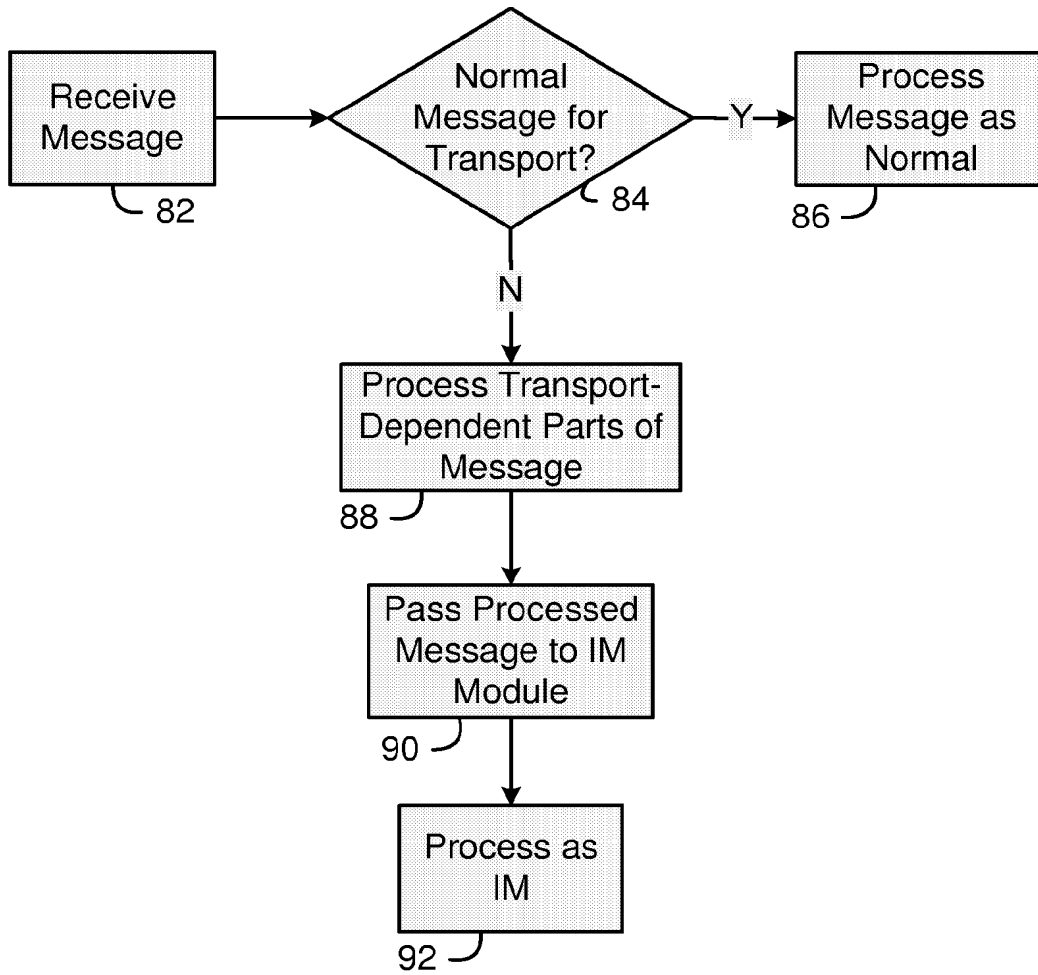 Receive
Message
82
Normal
Message for
Transport?
84
Y
Process
Message as
Normal
86
N
Process Transport-
Dependent Parts of
Message
88
Pass Processed
Message to IM
Module
90
Process as
IM
92